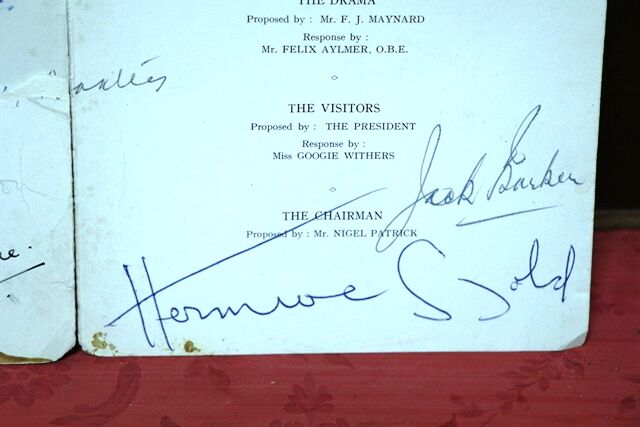 THE DRAMA
Proposed by : Mr. F. J. MAYNARD
Response by :
Mr. FELIX AYLMER, O.B.E.
THE VISITORS
Proposed by : THE PRESIDENT
Response by :
Miss GOOGIE WITHERS
Jack Barker
THE CHAIRMAN
Proposed by : Mr. NIGEL PATRICK
Hermione Gold